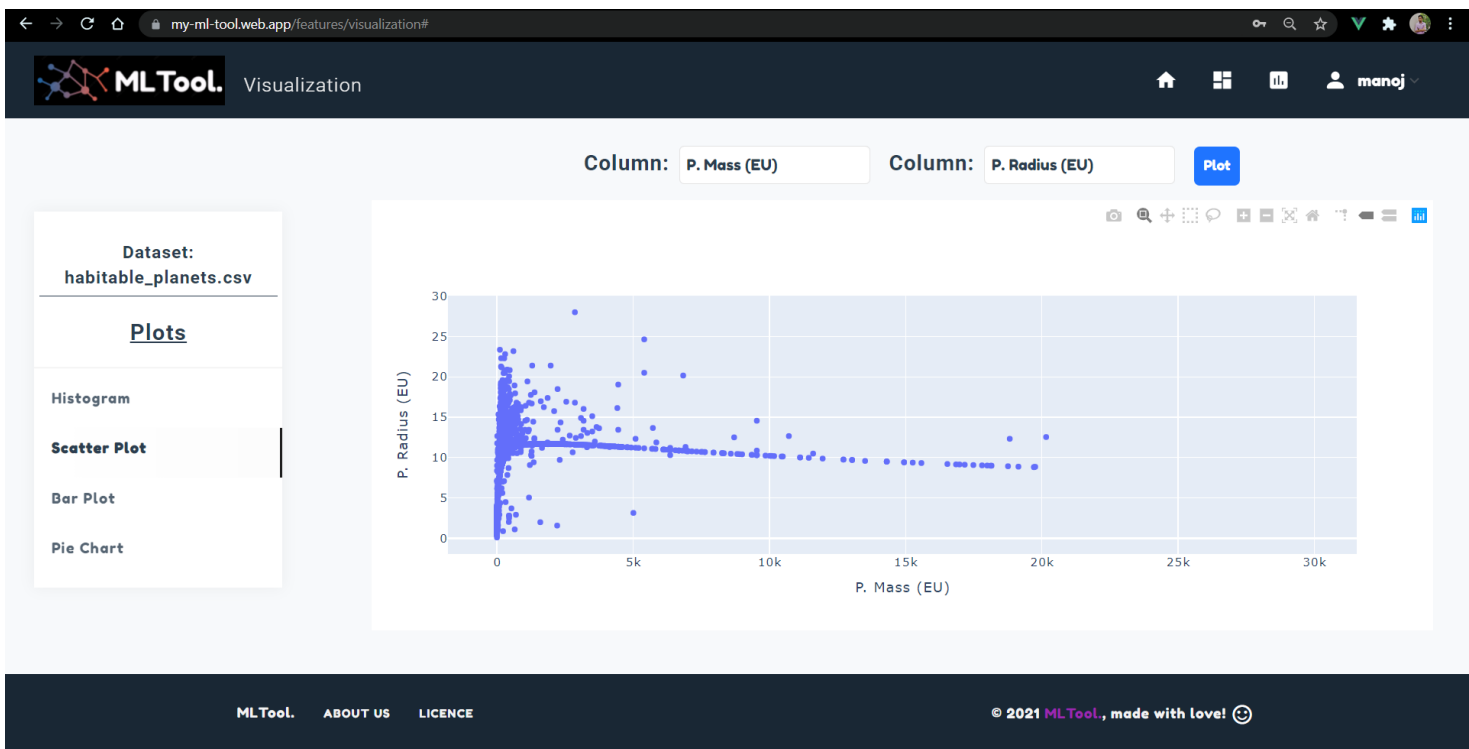 my-ml-tool.web.app/features/visualization#
MLTool. Visualization
manoj
Column: P. Mass (EU) Column: P. Radius (EU) Plot
Dataset:
habitable_planets.csv
Plots
Histogram
Scatter Plot
Bar Plot
Pie Chart
30
25
20
15
10
5
0
P. Radius (EU)
0 5k 10k 15k 20k 25k 30k
P. Mass (EU)
MLTool. ABOUT US LICENCE
© 2021 MLTool., made with love!